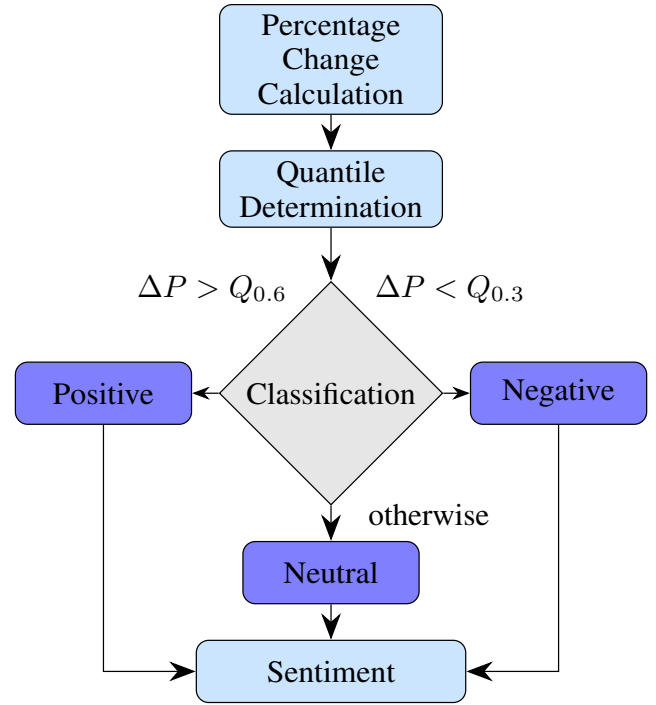 Percentage
Change
Calculation
Quantile
Determination
ΔP > Q₀.₆
ΔP < Q₀.₃
Positive
Classification
Negative
otherwise
Neutral
Sentiment